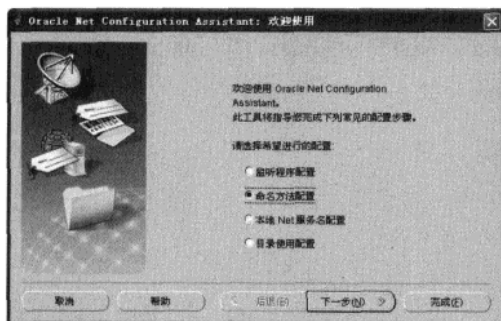 Oracle Net Configuration Assistant: 欢迎使用
欢迎使用 Oracle Net Configuration
Assistant。
此工具将指导您完成下列常见的配置步骤。
请选择希望进行的配置:
监听程序配置
命名方法配置
本地 Net 服务名配置
目录使用配置
取消
帮助
后退(B)
下一步(N)
完成(F)